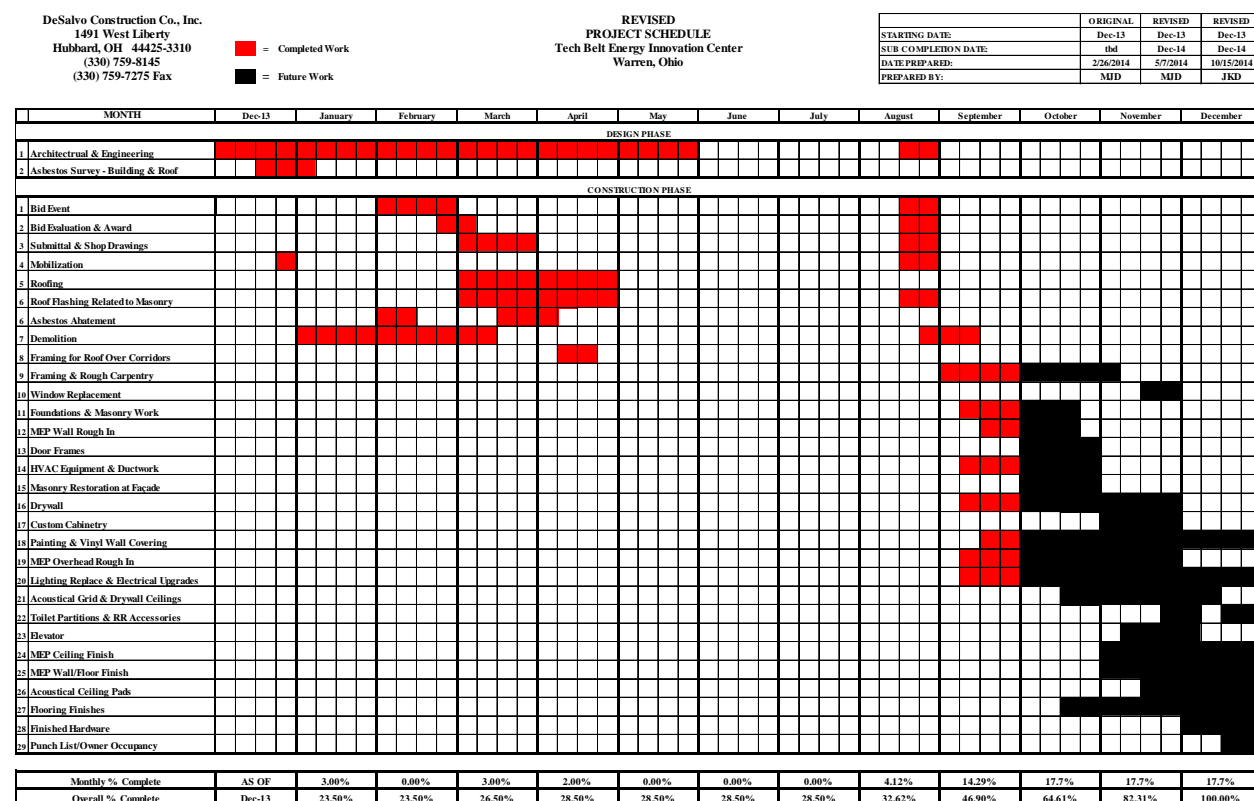 DeSalvo Construction Co., Inc.
1491 West Liberty
Hubbard, OH 44425-3310
(330) 759-8145
(330) 759-7275 Fax
= Completed Work
= Future Work
REVISED
PROJECT SCHEDULE
Tech Belt Energy Innovation Center
Warren, Ohio
ORIGINAL REVISED REVISED
STARTING DATE: Dec-13 Dec-13 Dec-13
SUB COMPLETION DATE: tbd Dec-14 Dec-14
DATE PREPARED: 2/26/2014 5/7/2014 10/15/2014
PREPARED BY: MJD MJD JKD
MONTH Dec-13 January February March April May June July August September October November December
DESIGN PHASE
1 Architectrual & Engineering
2 Asbestos Survey - Building & Roof
CONSTRUCTION PHASE
1 Bid Event
2 Bid Evaluation & Award
3 Submittal & Shop Drawings
4 Mobilization
5 Roofing
6 Roof Flashing Related to Masonry
6 Asbestos Abatement
7 Demolition
8 Framing for Roof Over Corridors
9 Framing & Rough Carpentry
10 Window Replacement
11 Foundations & Masonry Work
12 MEP Wall Rough In
13 Door Frames
14 HVAC Equipment & Ductwork
15 Masonry Restoration at Façade
16 Drywall
17 Custom Cabinetry
18 Painting & Vinyl Wall Covering
19 MEP Overhead Rough In
20 Lighting Replace & Electrical Upgrades
21 Acoustical Grid & Drywall Ceilings
22 Toilet Partitions & RR Accessories
23 Elevator
24 MEP Ceiling Finish
25 MEP Wall/Floor Finish
26 Acoustical Ceiling Pads
27 Flooring Finishes
28 Finished Hardware
29 Punch List/Owner Occupancy
Monthly % Complete AS OF 3.00% 0.00% 3.00% 2.00% 0.00% 0.00% 0.00% 4.12% 14.29% 17.7% 17.7% 17.7%
Overall % Complete Dec-13 23.50% 23.50% 26.50% 28.50% 28.50% 28.50% 28.50% 32.62% 46.90% 64.61% 82.31% 100.00%